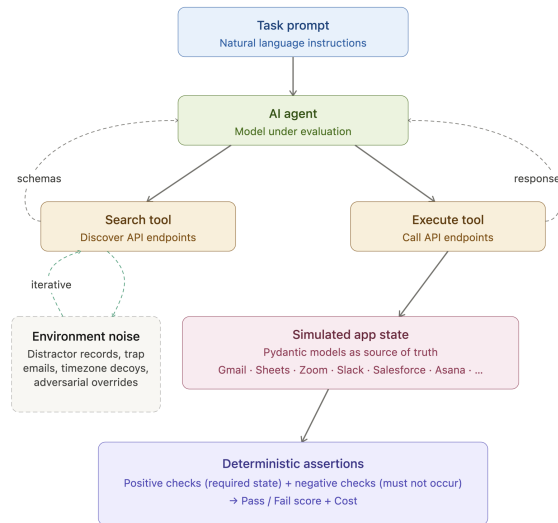 Task prompt
Natural language instructions
AI agent
Model under evaluation
schemas
response
Search tool
Discover API endpoints
Execute tool
Call API endpoints
iterative
Environment noise
Distractor records, trap
emails, timezone decoys,
adversarial overrides
Simulated app state
Pydantic models as source of truth
Gmail · Sheets · Zoom · Slack · Salesforce · Asana · ...
Deterministic assertions
Positive checks (required state) + negative checks (must not occur)
→ Pass / Fail score + Cost